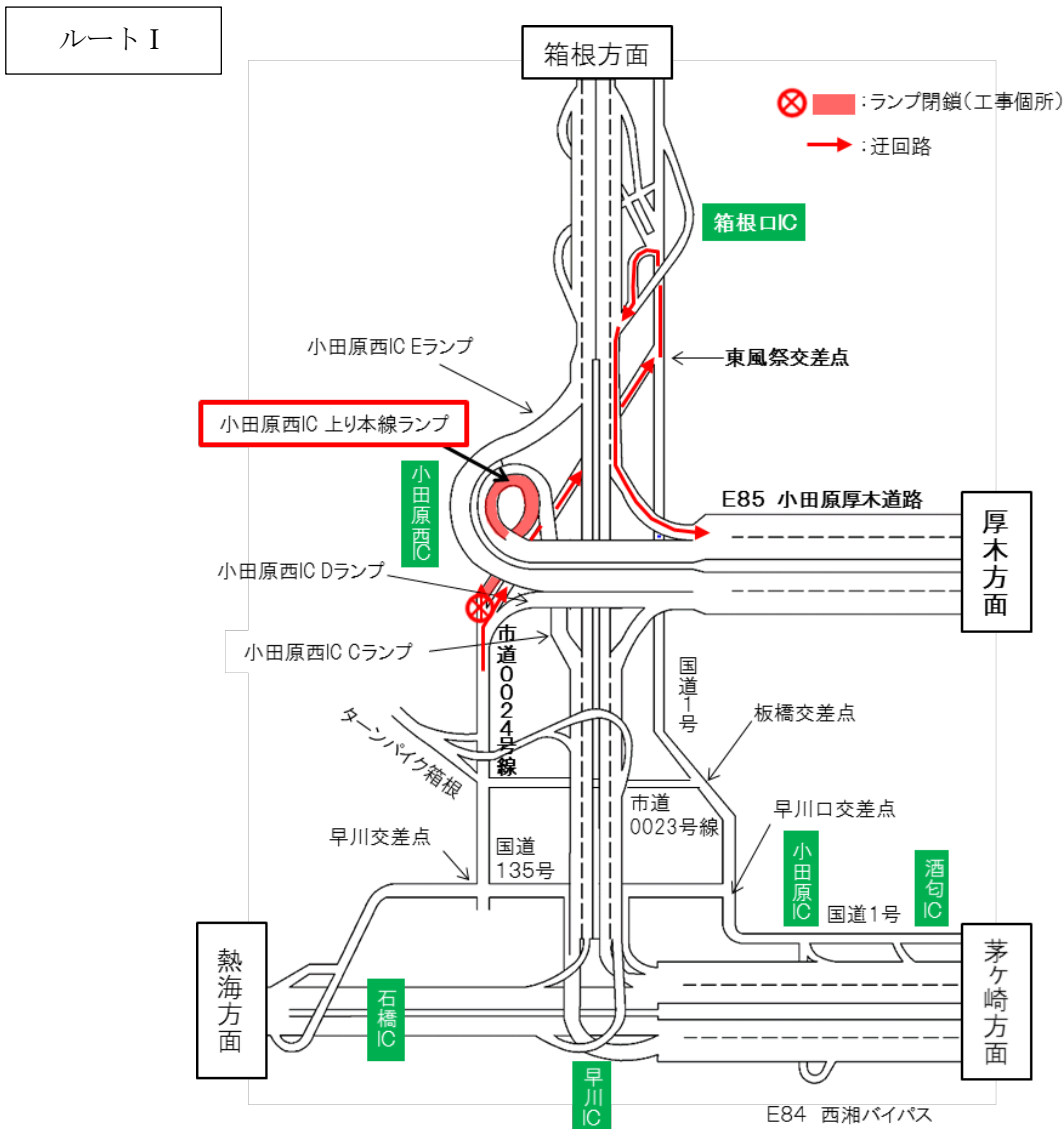 ルートⅠ
箱根方面
:ランプ閉鎖(工事個所)
:迂回路
箱根口IC
小田原西IC Eランプ
東風祭交差点
小田原西IC 上り本線ランプ
小田原西IC
E85 小田原厚木道路
厚木方面
小田原西IC Dランプ
小田原西IC Cランプ
市道0024号線
国道1号
板橋交差点
ターンパイク箱根
市道
0023号線
早川口交差点
早川交差点
国道
135号
小田原IC
酒匂IC
国道1号
熱海方面
石橋IC
茅ヶ崎方面
早川IC
E84 西湘バイパス